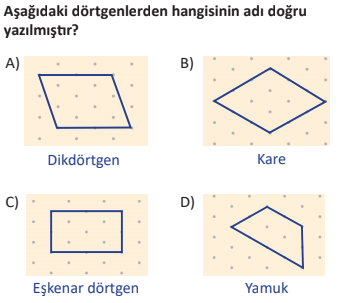 Aşağıdaki dörtgenlerden hangisinin adı doğru
yazılmıştır?
A)
B)
Dikdörtgen
Kare
C)
D)
Eşkenar dörtgen
Yamuk